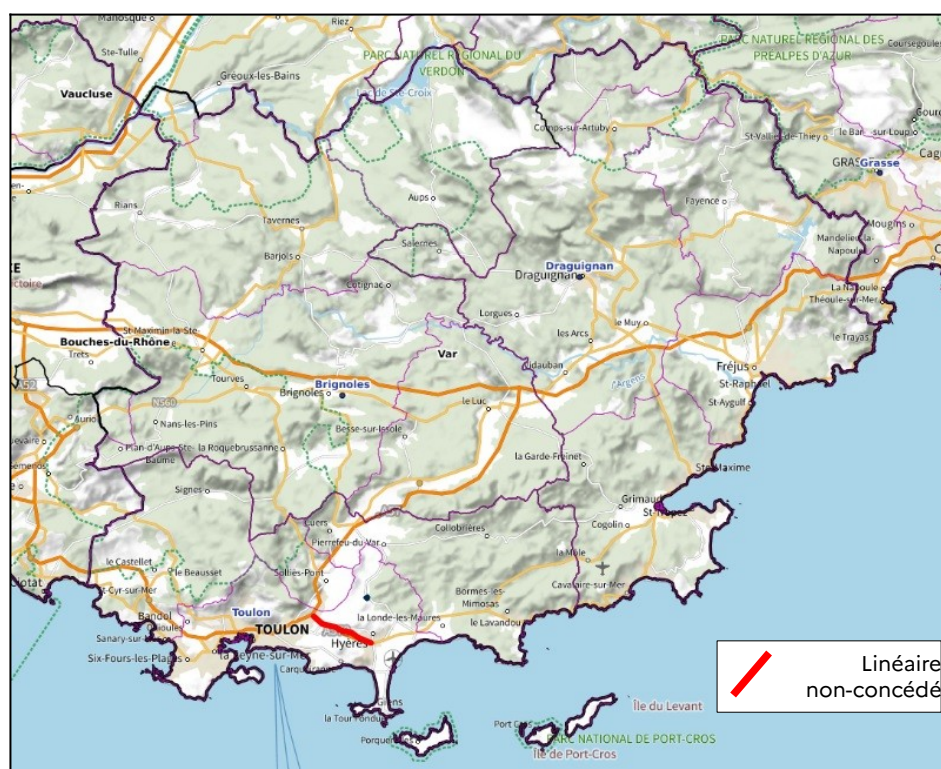 Manosque
Riez
Ste-Tulle
Gréoux-les-Bains
PARC NATUREL RÉGIONAL DU
VERDON
Lac de Ste-Croix
PARC NATUREL RÉGIONAL DES
PRÉALPES D'AZUR
Coursegoules
Vaucluse
Comps-sur-Artuby
St-Vallier-de-Thiey
le Bar-sur-Loup
Grasse
Rians
Aups
Fayence
Mougins
Tavernes
Salernes
Mandelieu-la-
Napoule
Barjols
Draguignan
Draguignan
Cotignac
La Napoule
Théoule-sur-Mer
Lorgues
le Muy
les Arcs
le Trayas
St-Maximin-la-Ste-
Bouches-du-Rhône
Trets
Var
l'Argens
Fréjus
St-Raphaël
Tourves
Brignoles
Brignoles
St-Aygulf
N560
le Luc
Nans-les-Pins
Besse-sur-Issole
Plan-d'Aups-Ste-
Baume
la Roquebrussanne
la Garde-Freinet
Ste-Maxime
Signes
Grimaud
St-Tropez
Cogolin
Cuers
Collobrières
Pierrefeu-du-Var
la Môle
le Castellet
le Beausset
Solliès-Pont
Cavalaire-sur-Mer
St-Cyr-sur-Mer
Bormes-les-
Mimosas
Bandol
Toulon
la Londe-les-Maures
le Lavandou
TOULON
Hyères
Six-Fours-les-Plages
la Seyne-sur-Mer
Carqueiranne
Giens
la Tour Fondue
Porquerolles
Port Cros
Île du Levant
PARC NATIONAL DE PORT-CROS
Île de Port-Cros
Linéaire
non-concédé